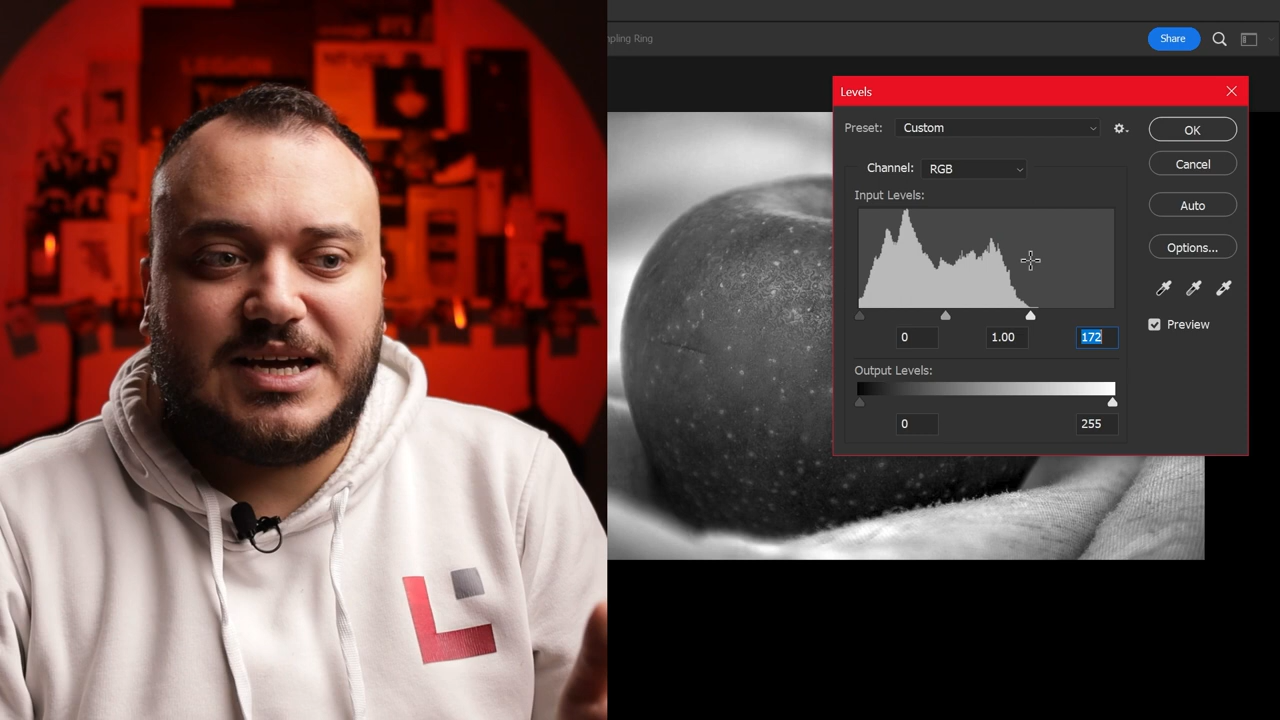 mpling Ring
Share
Levels
Preset: Custom
OK
Channel: RGB
Cancel
Input Levels:
Auto
Options...
Preview
0 1.00 172
Output Levels:
0 255